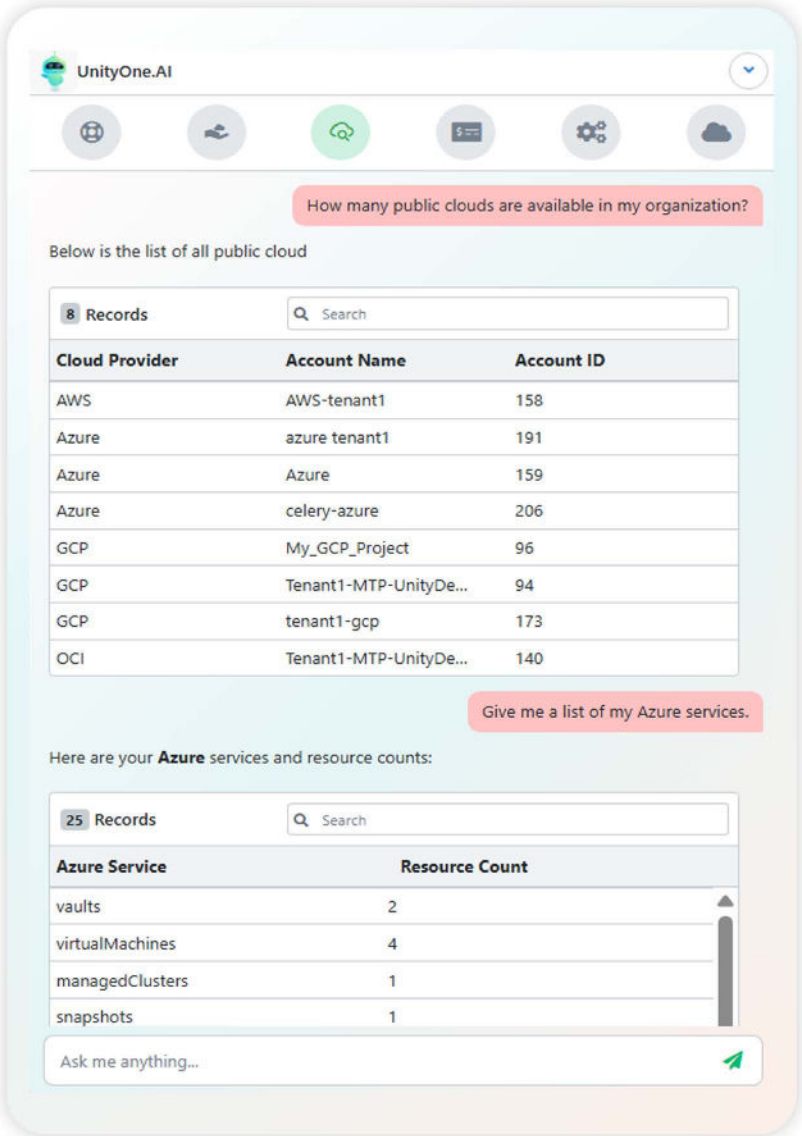 UnityOne.AI
How many public clouds are available in my organization?
Below is the list of all public cloud
8 Records Search
Cloud Provider Account Name Account ID
AWS AWS-tenant1 158
Azure azure tenant1 191
Azure Azure 159
Azure celery-azure 206
GCP My_GCP_Project 96
GCP Tenant1-MTP-UnityDe... 94
GCP tenant1-gcp 173
OCI Tenant1-MTP-UnityDe... 140
Give me a list of my Azure services.
Here are your Azure services and resource counts:
25 Records Search
Azure Service Resource Count
vaults 2
virtualMachines 4
managedClusters 1
snapshots 1
Ask me anything...